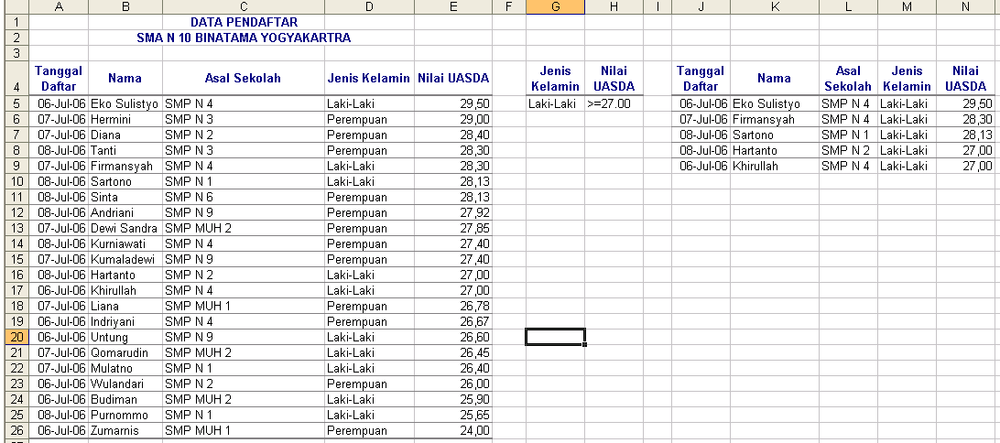 A B C D E F G H I J K L M N
1 DATA PENDAFTAR
2 SMA N 10 BINATAMA YOGYAKARTRA
3
4 Tanggal Daftar Nama Asal Sekolah Jenis Kelamin Nilai UASDA Jenis Kelamin Nilai UASDA Tanggal Daftar Nama Asal Sekolah Jenis Kelamin Nilai UASDA
5 06-Jul-06 Eko Sulistyo SMP N 4 Laki-Laki 29,50 Laki-Laki >=27.00 06-Jul-06 Eko Sulistyo SMP N 4 Laki-Laki 29,50
6 07-Jul-06 Hermini SMP N 3 Perempuan 29,00 07-Jul-06 Firmansyah SMP N 4 Laki-Laki 28,30
7 07-Jul-06 Diana SMP N 2 Perempuan 28,40 08-Jul-06 Sartono SMP N 1 Laki-Laki 28,13
8 08-Jul-06 Tanti SMP N 3 Perempuan 28,30 08-Jul-06 Hartanto SMP N 2 Laki-Laki 27,00
9 07-Jul-06 Firmansyah SMP N 4 Laki-Laki 28,30 06-Jul-06 Khirullah SMP N 4 Laki-Laki 27,00
10 08-Jul-06 Sartono SMP N 1 Laki-Laki 28,13
11 08-Jul-06 Sinta SMP N 6 Perempuan 28,13
12 08-Jul-06 Andriani SMP N 9 Perempuan 27,92
13 07-Jul-06 Dewi Sandra SMP MUH 2 Perempuan 27,85
14 08-Jul-06 Kurniawati SMP N 4 Perempuan 27,40
15 07-Jul-06 Kumaladewi SMP N 9 Perempuan 27,40
16 08-Jul-06 Hartanto SMP N 2 Laki-Laki 27,00
17 06-Jul-06 Khirullah SMP N 4 Laki-Laki 27,00
18 07-Jul-06 Liana SMP MUH 1 Perempuan 26,78
19 06-Jul-06 Indriyani SMP N 4 Perempuan 26,67
20 06-Jul-06 Untung SMP N 9 Laki-Laki 26,60
21 07-Jul-06 Qomarudin SMP MUH 2 Laki-Laki 26,45
22 07-Jul-06 Mulatno SMP N 1 Laki-Laki 26,40
23 06-Jul-06 Wulandari SMP N 2 Perempuan 26,00
24 06-Jul-06 Budiman SMP MUH 2 Laki-Laki 25,90
25 08-Jul-06 Purnommo SMP N 1 Laki-Laki 25,65
26 06-Jul-06 Zumarnis SMP MUH 1 Perempuan 24,00